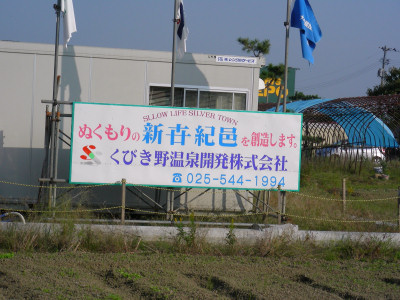 SLLOW LIFE SILVER TOWN
ぬくもりの新吉紀邑を創造します。
くびき野温泉開発株式会社
☎025-544-1994